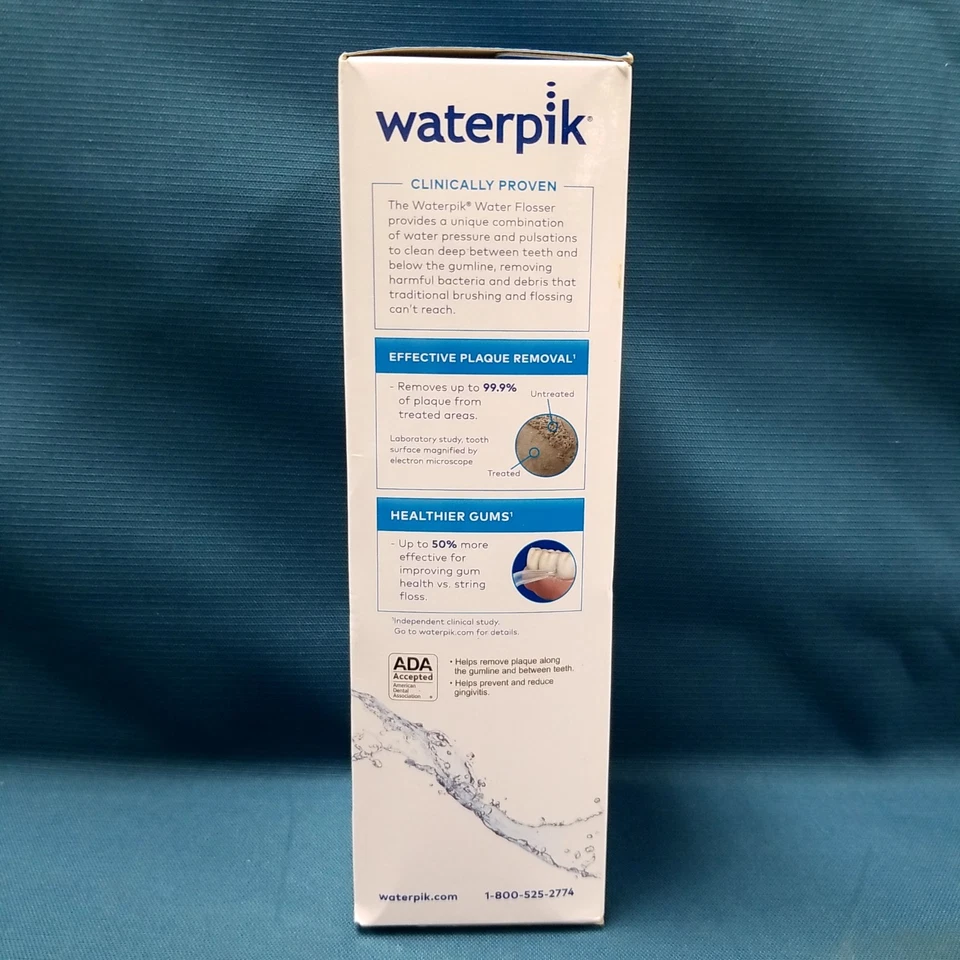 waterpik®
CLINICALLY PROVEN
The Waterpik® Water Flosser
provides a unique combination
of water pressure and pulsations
to clean deep between teeth and
below the gumline, removing
harmful bacteria and debris that
traditional brushing and flossing
can't reach.
EFFECTIVE PLAQUE REMOVAL¹
- Removes up to 99.9%
of plaque from
treated areas.
Untreated
Laboratory study, tooth
surface magnified by
electron microscope
Treated
HEALTHIER GUMS¹
- Up to 50% more
effective for
improving gum
health vs. string
floss.
¹Independent clinical study.
Go to waterpik.com for details.
ADA
Accepted
American
Dental
Association
• Helps remove plaque along
the gumline and between teeth.
• Helps prevent and reduce
gingivitis.
waterpik.com 1-800-525-2774